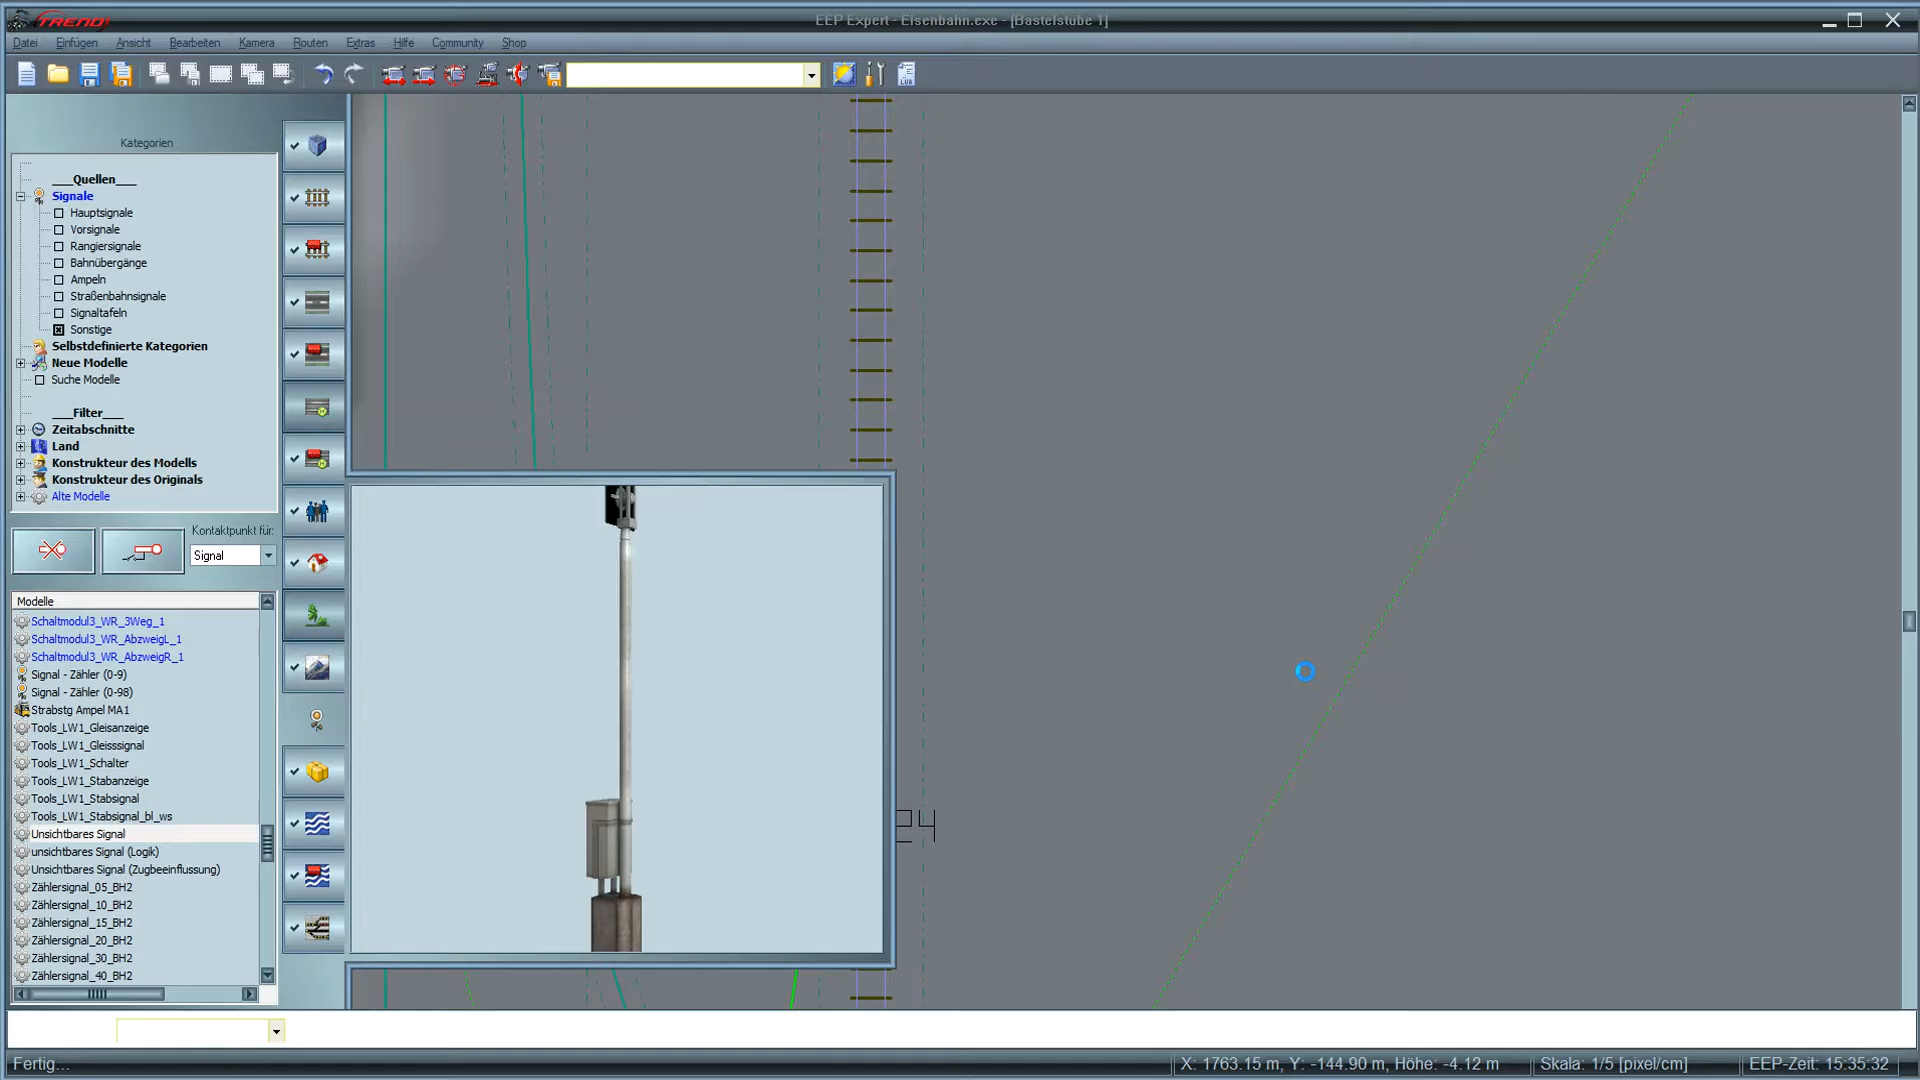 TREND!
EEP Expert - Eisenbahn.exe - [Bastelstube 1]
Datei Einfügen Ansicht Bearbeiten Kamera Routen Extras Hilfe Community Shop
LUA
Kategorien
___Quellen___
Signale
Hauptsignale
Vorsignale
Rangiersignale
Bahnübergänge
Ampeln
Straßenbahnsignale
Signaltafeln
Sonstige
Selbstdefinierte Kategorien
Neue Modelle
Suche Modelle
___Filter___
Zeitabschnitte
Land
Konstrukteur des Modells
Konstrukteur des Originals
Alte Modelle
Kontaktpunkt für:
Signal
Modelle
Schaltmodul3_WR_3Weg_1
Schaltmodul3_WR_AbzweigL_1
Schaltmodul3_WR_AbzweigR_1
Signal - Zähler (0-9)
Signal - Zähler (0-98)
Strabstg Ampel MA1
Tools_LW1_Gleisanzeige
Tools_LW1_Gleisssignal
Tools_LW1_Schalter
Tools_LW1_Stabanzeige
Tools_LW1_Stabsignal
Tools_LW1_Stabsignal_bl_ws
Unsichtbares Signal
unsichtbares Signal (Logik)
Unsichtbares Signal (Zugbeeinflussung)
Zählersignal_05_BH2
Zählersignal_10_BH2
Zählersignal_15_BH2
Zählersignal_20_BH2
Zählersignal_30_BH2
Zählersignal_40_BH2
24
Fertig...
X: 1763.15 m, Y: -144.90 m, Höhe: -4.12 m
Skala: 1/5 [pixel/cm]
EEP-Zeit: 15:35:32